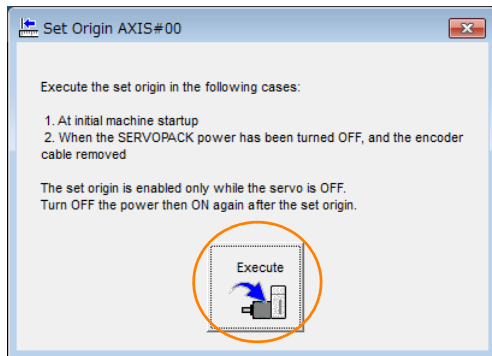 Set Origin AXIS#00
Execute the set origin in the following cases:
1. At initial machine startup
2. When the SERVOPACK power has been turned OFF, and the encoder
cable removed
The set origin is enabled only while the servo is OFF.
Turn OFF the power then ON again after the set origin.
Execute